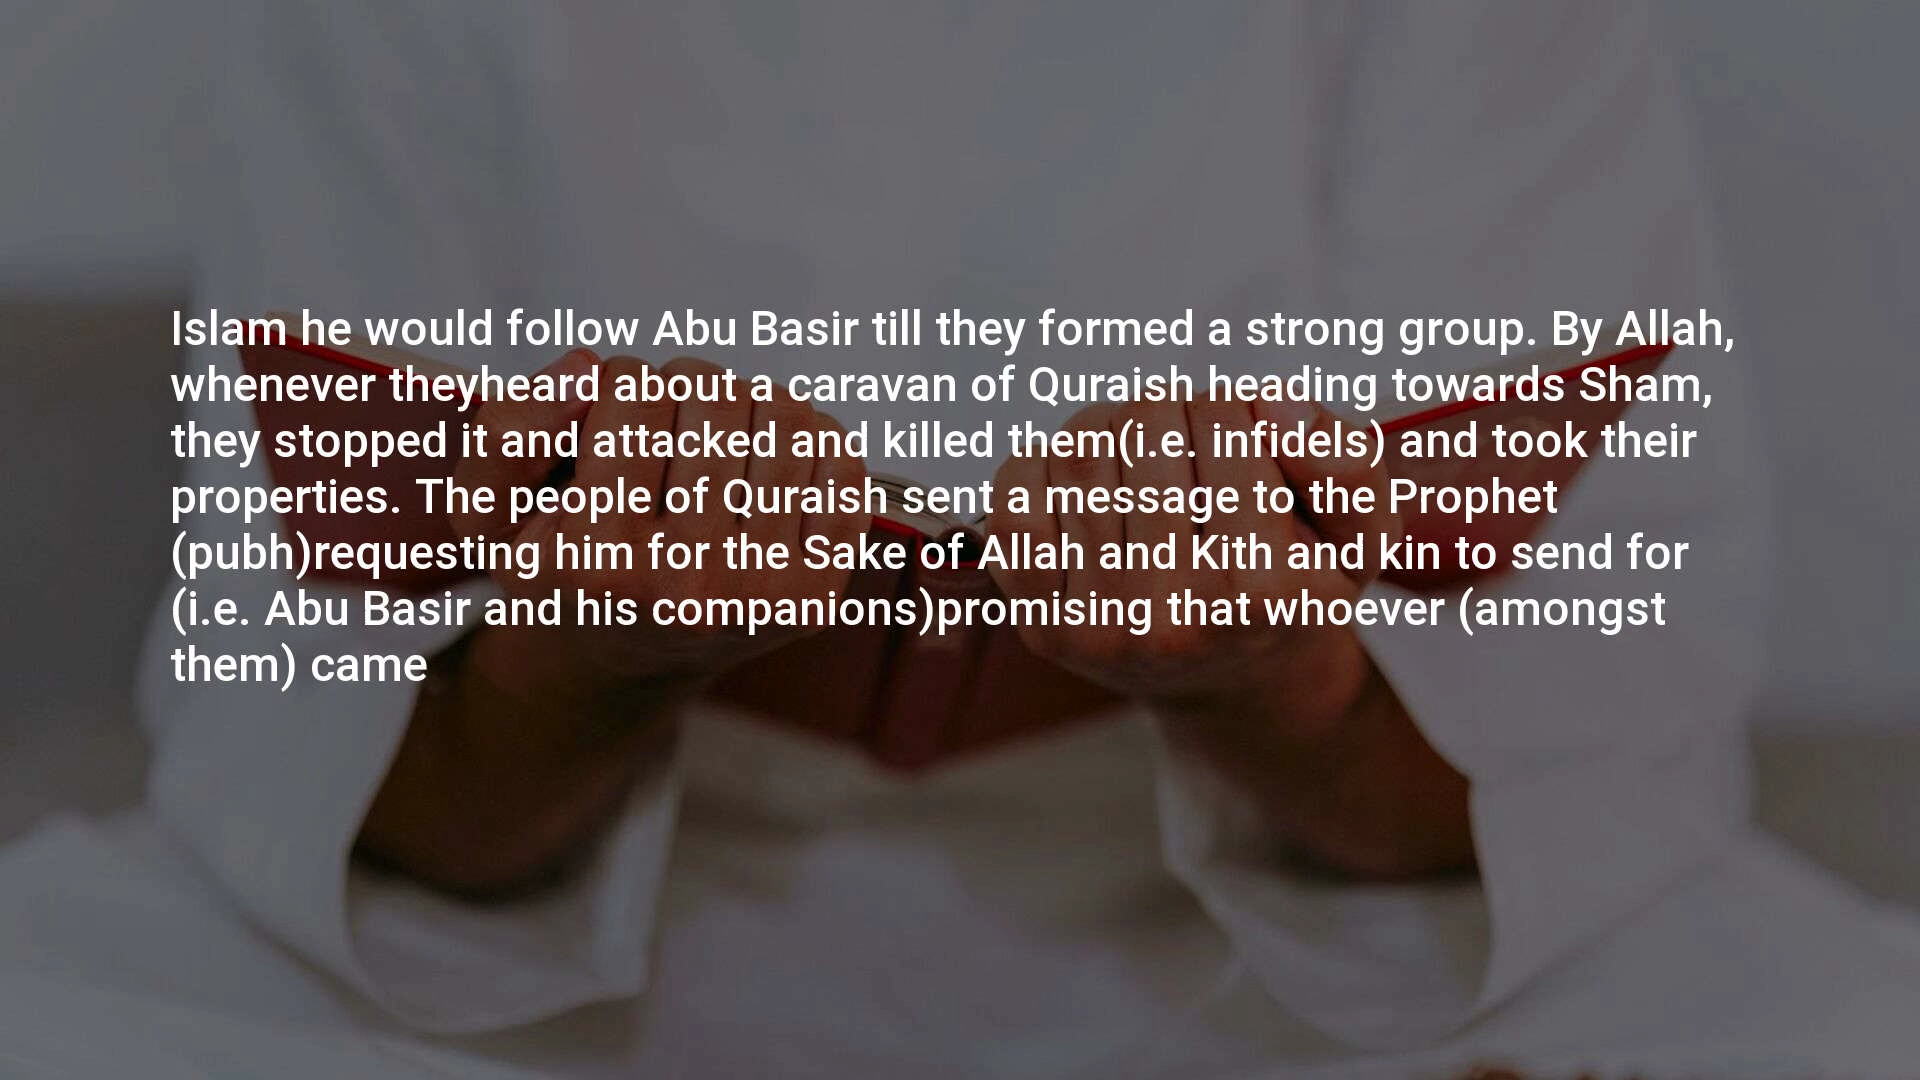 Islam he would follow Abu Basir till they formed a strong group. By Allah,
whenever theyheard about a caravan of Quraish heading towards Sham,
they stopped it and attacked and killed them(i.e. infidels) and took their
properties. The people of Quraish sent a message to the Prophet
(pubh)requesting him for the Sake of Allah and Kith and kin to send for
(i.e. Abu Basir and his companions)promising that whoever (amongst
them) came